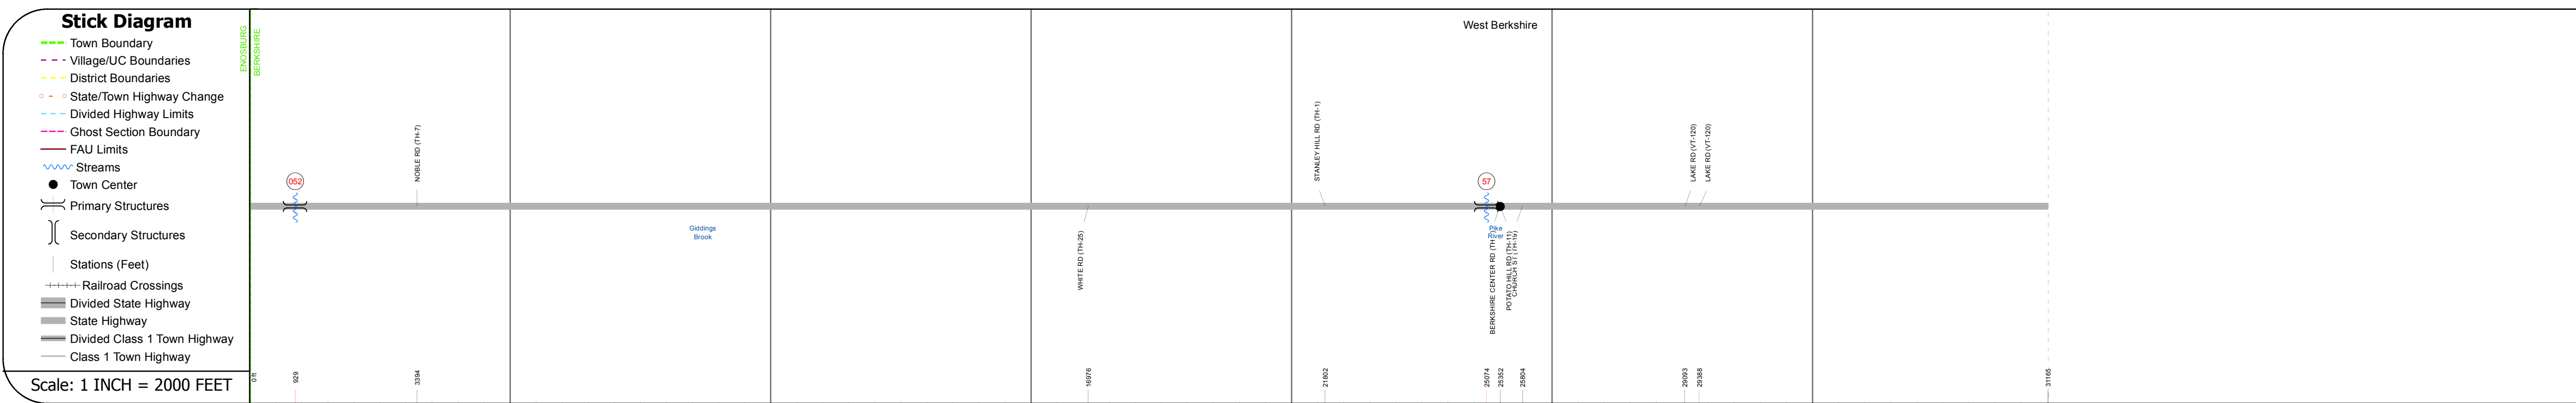 Stick Diagram
Town Boundary
Village/UC Boundaries
District Boundaries
State/Town Highway Change
Divided Highway Limits
Ghost Section Boundary
FAU Limits
Streams
Town Center
Primary Structures
Secondary Structures
Stations (Feet)
Railroad Crossings
Divided State Highway
State Highway
Divided Class 1 Town Highway
Class 1 Town Highway
Scale: 1 INCH = 2000 FEET
ENOSBURG
BERKSHIRE
West Berkshire
052
NOBLE RD (TH-7)
Giddings
Brook
WHITE RD (TH-25)
STANLEY HILL RD (TH-1)
57
Pike
River
BERKSHIRE CENTER RD (TH-
POTATO HILL RD (TH-11)
CHURCH ST (TH-19)
LAKE RD (VT-120)
LAKE RD (VT-120)
0 ft
929
3394
16976
21802
25074
25352
25804
29093
29388
31165